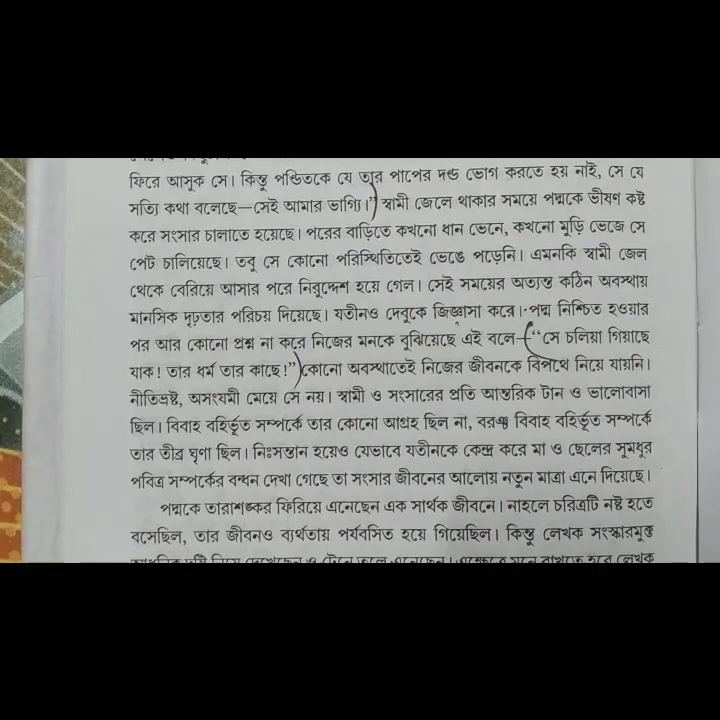 ফিরে আসুক সে। কিন্তু পণ্ডিতকে যে তার পাপের দণ্ড ভোগ করতে হয় নাই, সে যে
সত্যি কথা বলেছে—সেই আমার ভাগ্যি।") স্বামী জেলে থাকার সময়ে পদ্মকে ভীষণ কষ্ট
করে সংসার চালাতে হয়েছে। পরের বাড়িতে কখনো ধান ভেনে, কখনো মুড়ি ভেজে সে
পেট চালিয়েছে। তবু সে কোনো পরিস্থিতিতেই ভেঙে পড়েনি। এমনকি স্বামী জেল
থেকে বেরিয়ে আসার পরে নিরুদ্দেশ হয়ে গেল। সেই সময়ের অত্যন্ত কঠিন অবস্থায়
মানসিক দৃঢ়তার পরিচয় দিয়েছে। যতীনও দেবুকে জিজ্ঞাসা করে। পদ্ম নিশ্চিত হওয়ার
পর আর কোনো প্রশ্ন না করে নিজের মনকে বুঝিয়েছে এই বলে—("সে চলিয়া গিয়াছে
যাক! তার ধর্ম তার কাছে!") কোনো অবস্থাতেই নিজের জীবনকে বিপথে নিয়ে যায়নি।
নীতিভ্রষ্ট, অসংযমী মেয়ে সে নয়। স্বামী ও সংসারের প্রতি আন্তরিক টান ও ভালোবাসা
ছিল। বিবাহ বহির্ভূত সম্পর্কে তার কোনো আগ্রহ ছিল না, বরঞ্চ বিবাহ বহির্ভূত সম্পর্কে
তার তীব্র ঘৃণা ছিল। নিঃসন্তান হয়েও যেভাবে যতীনকে কেন্দ্র করে মা ও ছেলের সুমধুর
পবিত্র সম্পর্কের বন্ধন দেখা গেছে তা সংসার জীবনের আলোয় নতুন মাত্রা এনে দিয়েছে।
পদ্মকে তারাশঙ্কর ফিরিয়ে এনেছেন এক সার্থক জীবনে। নাহলে চরিত্রটি নষ্ট হতে
বসেছিল, তার জীবনও ব্যর্থতায় পর্যবসিত হয়ে গিয়েছিল। কিন্তু লেখক সংস্কারমুক্ত